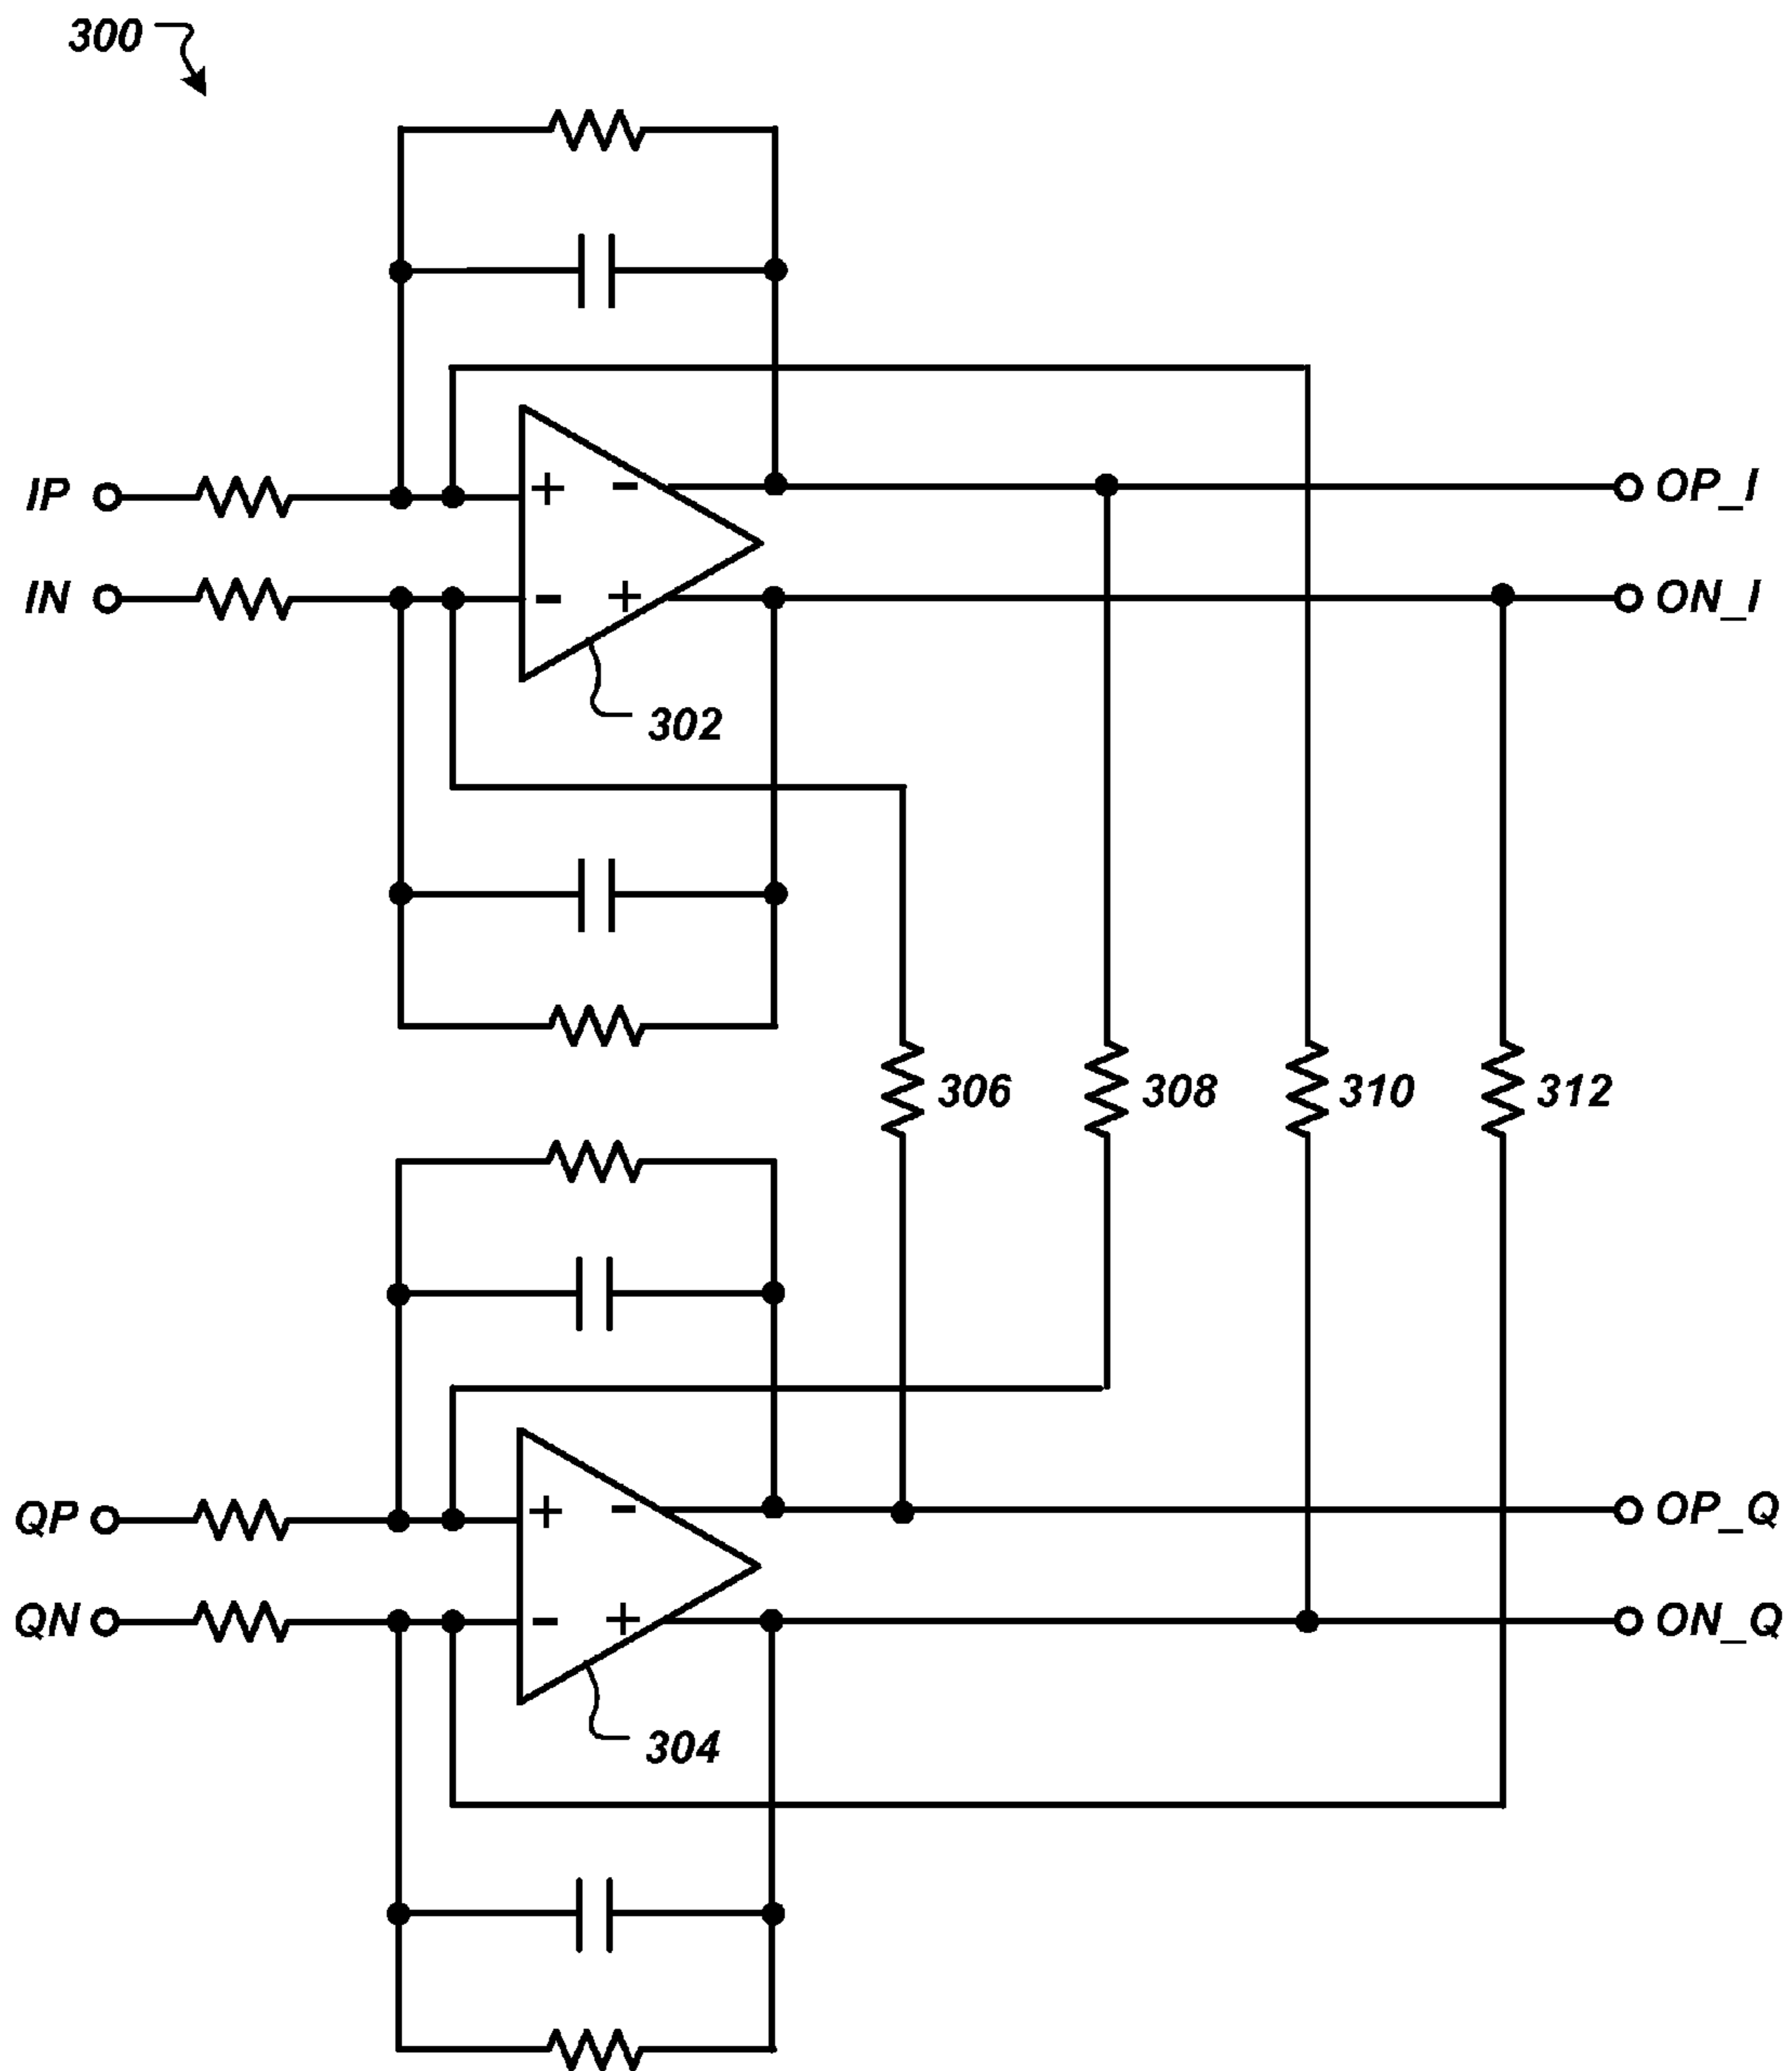 300
IP
+ -
OP_I
IN
- +
ON_I
302
306
308
310
312
QP
+ -
OP_Q
QN
- +
ON_Q
304